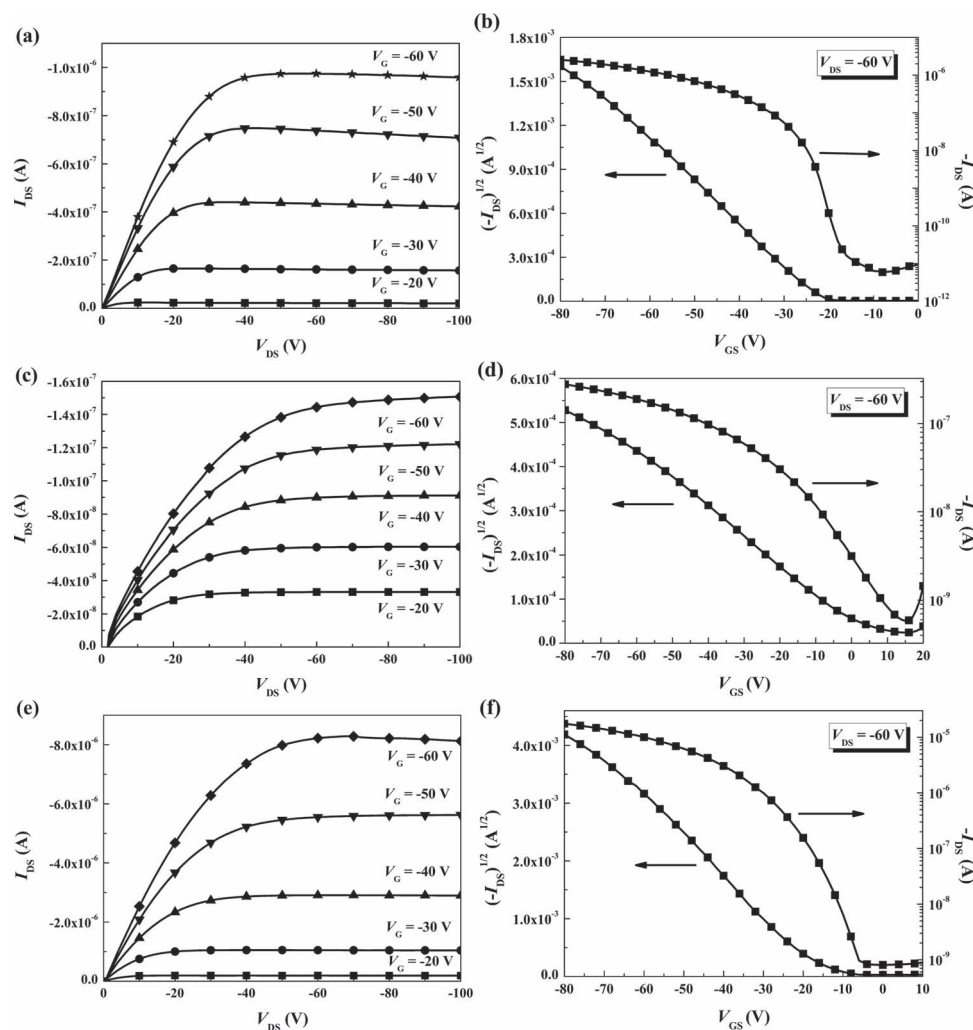 (a)
-1.0x10⁻⁶
-8.0x10⁻⁷
-6.0x10⁻⁷
-4.0x10⁻⁷
-2.0x10⁻⁷
0.0
I_DS (A)
V_G = -60 V
V_G = -50 V
V_G = -40 V
V_G = -30 V
V_G = -20 V
0 -20 -40 -60 -80 -100
V_DS (V)
(b)
1.8x10⁻³
1.5x10⁻³
1.2x10⁻³
9.0x10⁻⁴
6.0x10⁻⁴
3.0x10⁻⁴
0.0
(-I_DS)^1/2 (A^1/2)
V_DS = -60 V
10⁻⁶
10⁻⁸
10⁻¹⁰
10⁻¹²
-I_DS (A)
-80 -70 -60 -50 -40 -30 -20 -10 0
V_GS (V)
(c)
-1.6x10⁻⁷
-1.4x10⁻⁷
-1.2x10⁻⁷
-1.0x10⁻⁷
-8.0x10⁻⁸
-6.0x10⁻⁸
-4.0x10⁻⁸
-2.0x10⁻⁸
0.0
I_DS (A)
V_G = -60 V
V_G = -50 V
V_G = -40 V
V_G = -30 V
V_G = -20 V
0 -20 -40 -60 -80 -100
V_DS (V)
(d)
6.0x10⁻⁴
5.0x10⁻⁴
4.0x10⁻⁴
3.0x10⁻⁴
2.0x10⁻⁴
1.0x10⁻⁴
0.0
(-I_DS)^1/2 (A^1/2)
V_DS = -60 V
10⁻⁷
10⁻⁸
10⁻⁹
-I_DS (A)
-80 -70 -60 -50 -40 -30 -20 -10 0 10 20
V_GS (V)
(e)
-8.0x10⁻⁶
-6.0x10⁻⁶
-4.0x10⁻⁶
-2.0x10⁻⁶
0.0
I_DS (A)
V_G = -60 V
V_G = -50 V
V_G = -40 V
V_G = -30 V
V_G = -20 V
0 -20 -40 -60 -80 -100
V_DS (V)
(f)
4.0x10⁻³
3.0x10⁻³
2.0x10⁻³
1.0x10⁻³
0.0
(-I_DS)^1/2 (A^1/2)
V_DS = -60 V
10⁻⁵
10⁻⁶
10⁻⁷
10⁻⁸
10⁻⁹
-I_DS (A)
-80 -70 -60 -50 -40 -30 -20 -10 0 10
V_GS (V)